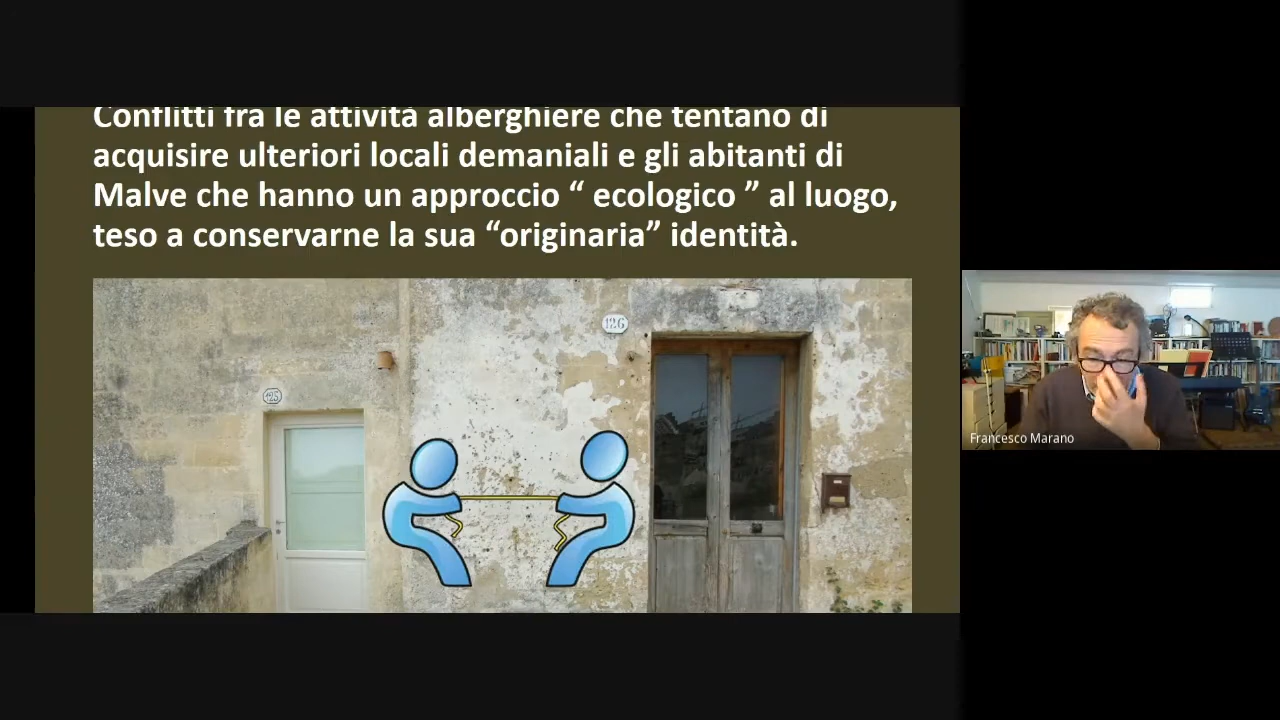 Conflitti fra le attività alberghiere che tentano di
acquisire ulteriori locali demaniali e gli abitanti di
Malve che hanno un approccio “ ecologico ” al luogo,
teso a conservarne la sua “originaria” identità.
126
125
Francesco Marano